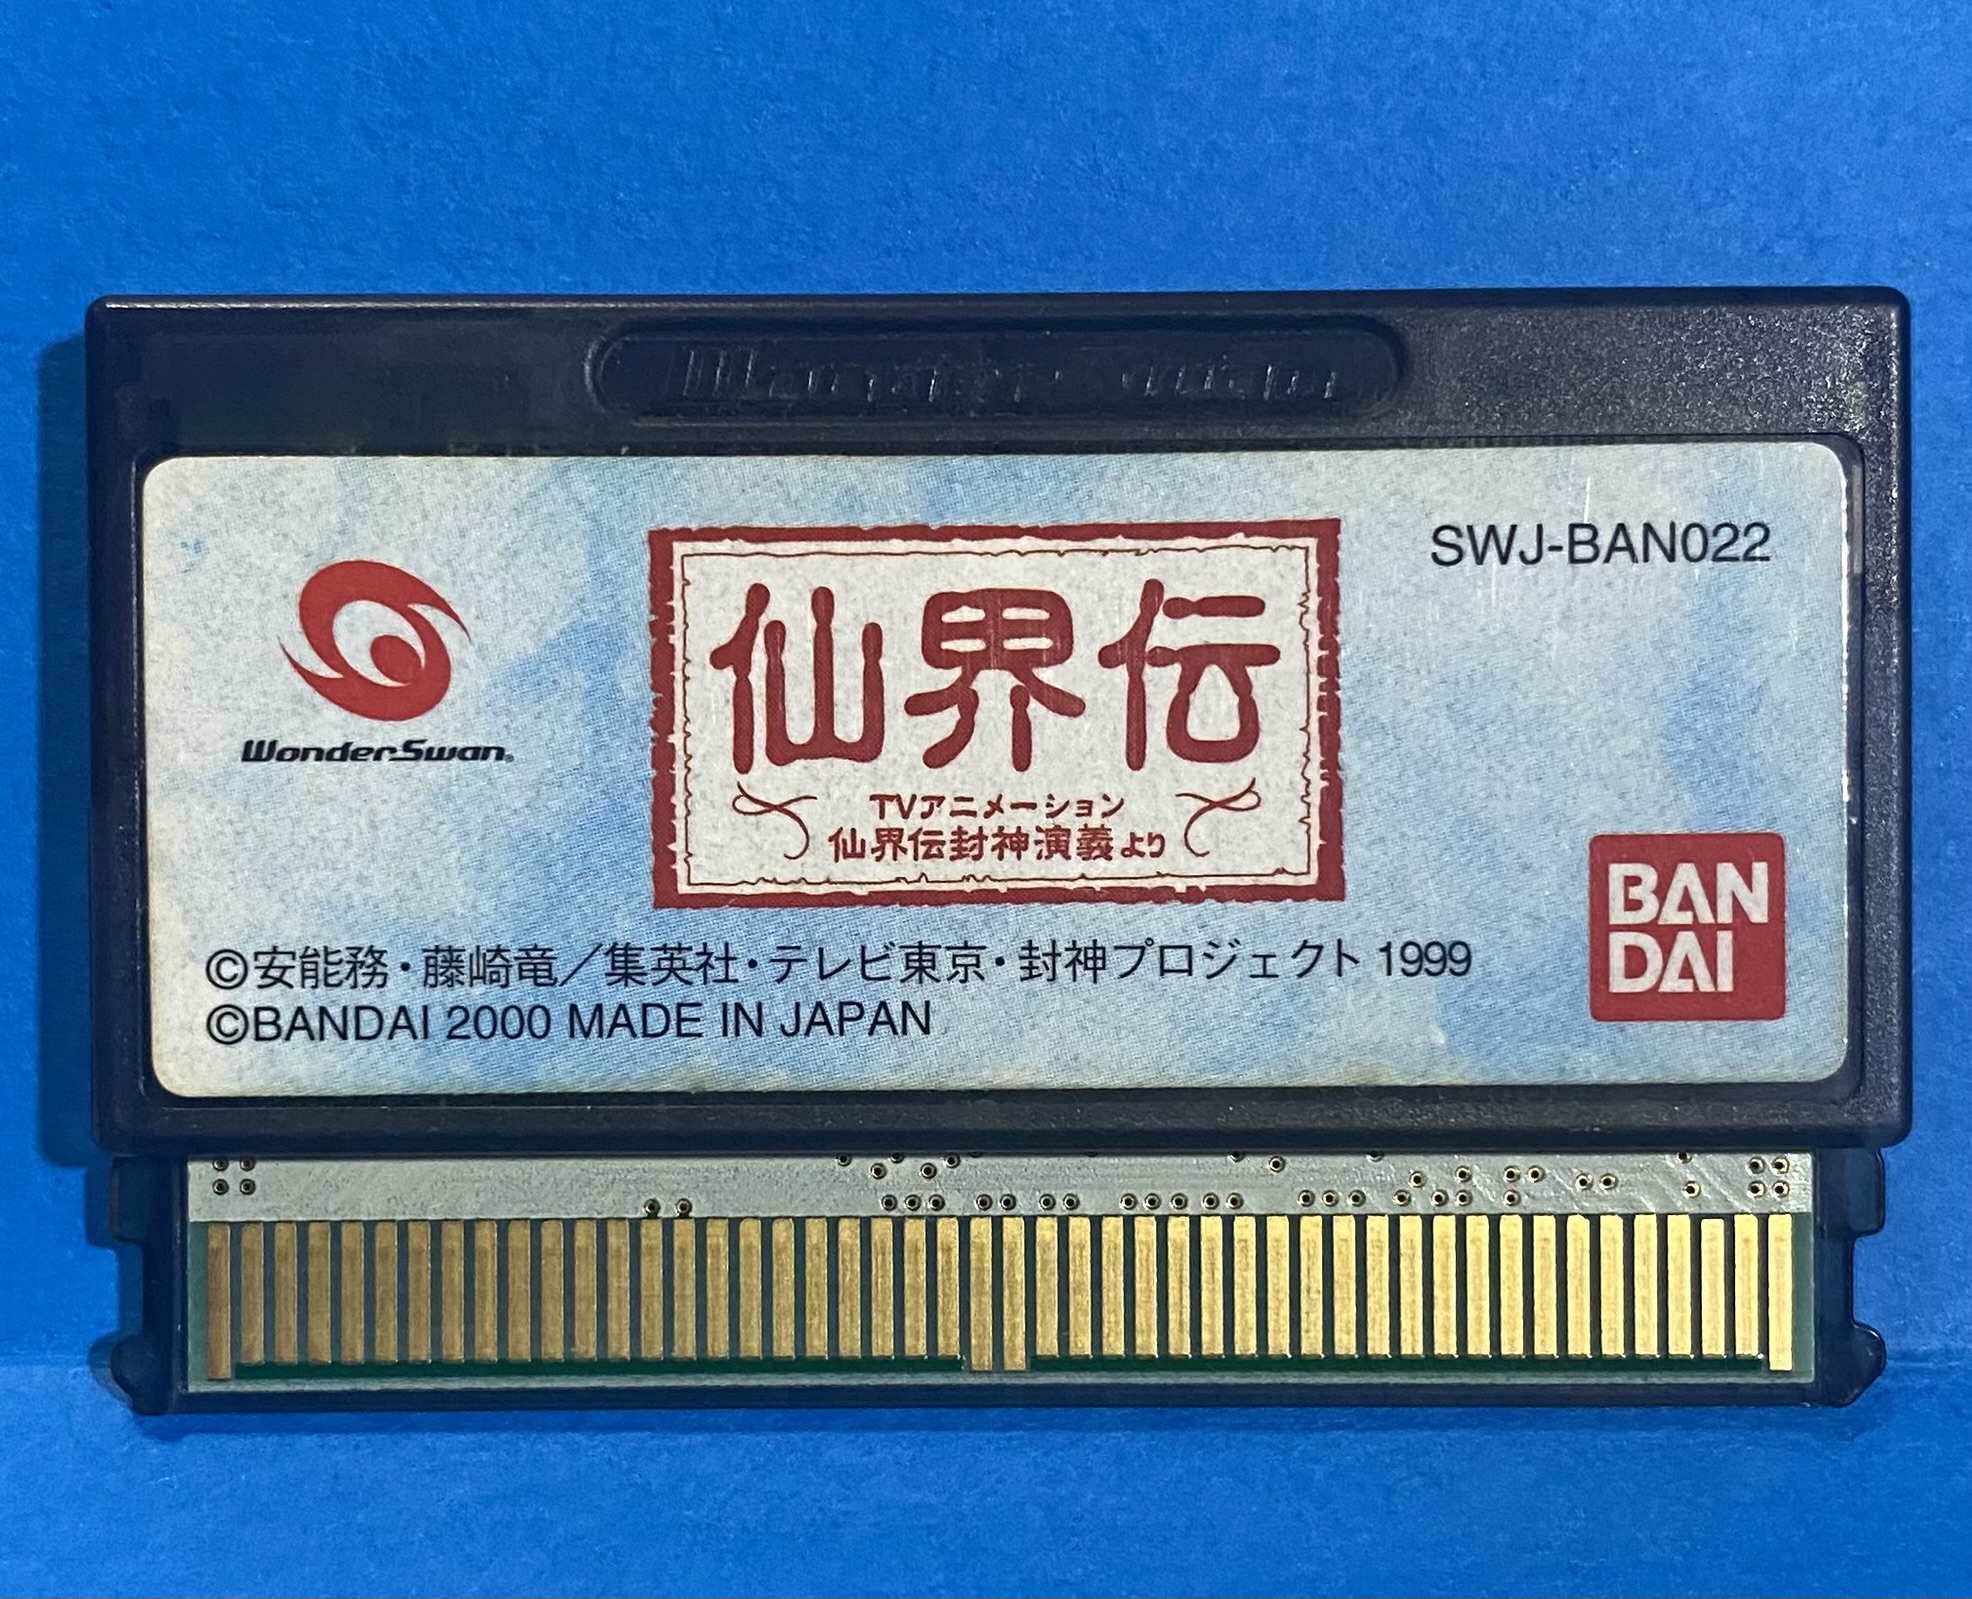 WonderSwan
SWJ-BAN022
仙界伝
WonderSwan
TVアニメーション
仙界伝封神演義より
BAN
DAI
©安能務・藤崎竜／集英社・テレビ東京・封神プロジェクト 1999
©BANDAI 2000 MADE IN JAPAN